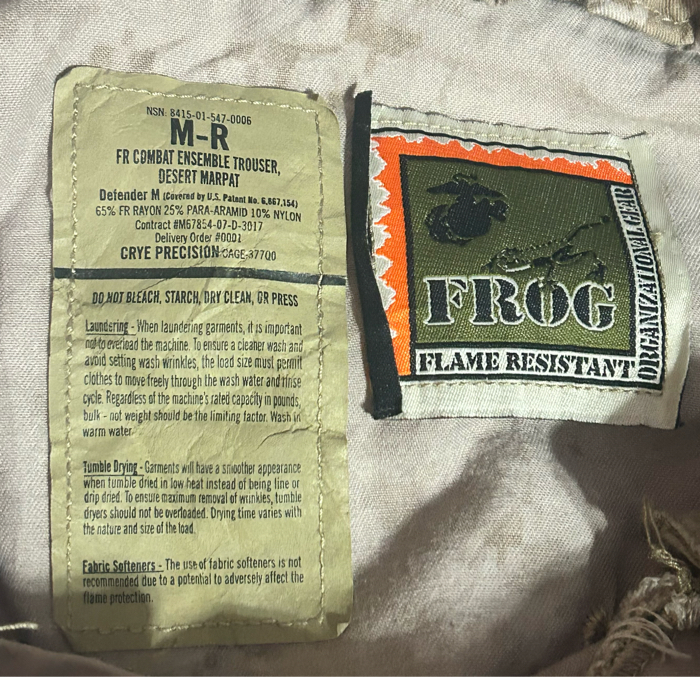 NSN: 8415-01-547-0006
M-R
FR COMBAT ENSEMBLE TROUSER,
DESERT MARPAT
Defender M (Covered by U.S. Patent No. 6,867,154)
65% FR RAYON 25% PARA-ARAMID 10% NYLON
Contract #M67854-07-D-3017
Delivery Order #0001
CRYE PRECISION CAGE-37700
DO NOT BLEACH, STARCH, DRY CLEAN, OR PRESS
Laundering - When laundering garments, it is important
not to overload the machine. To ensure a cleaner wash and
avoid setting wash wrinkles, the load size must permit
clothes to move freely through the wash water and rinse
cycle. Regardless of the machine's rated capacity in pounds,
bulk - not weight should be the limiting factor. Wash in
warm water
Tumble Drying - Garments will have a smoother appearance
when tumble dried in low heat instead of being line or
drip dried. To ensure maximum removal of wrinkles, tumble
dryers should not be overloaded. Drying time varies with
the nature and size of the load.
Fabric Softeners - The use of fabric softeners is not
recommended due to a potential to adversely affect the
flame protection.
FROG
FLAME RESISTANT
ORGANIZATIONAL GEAR